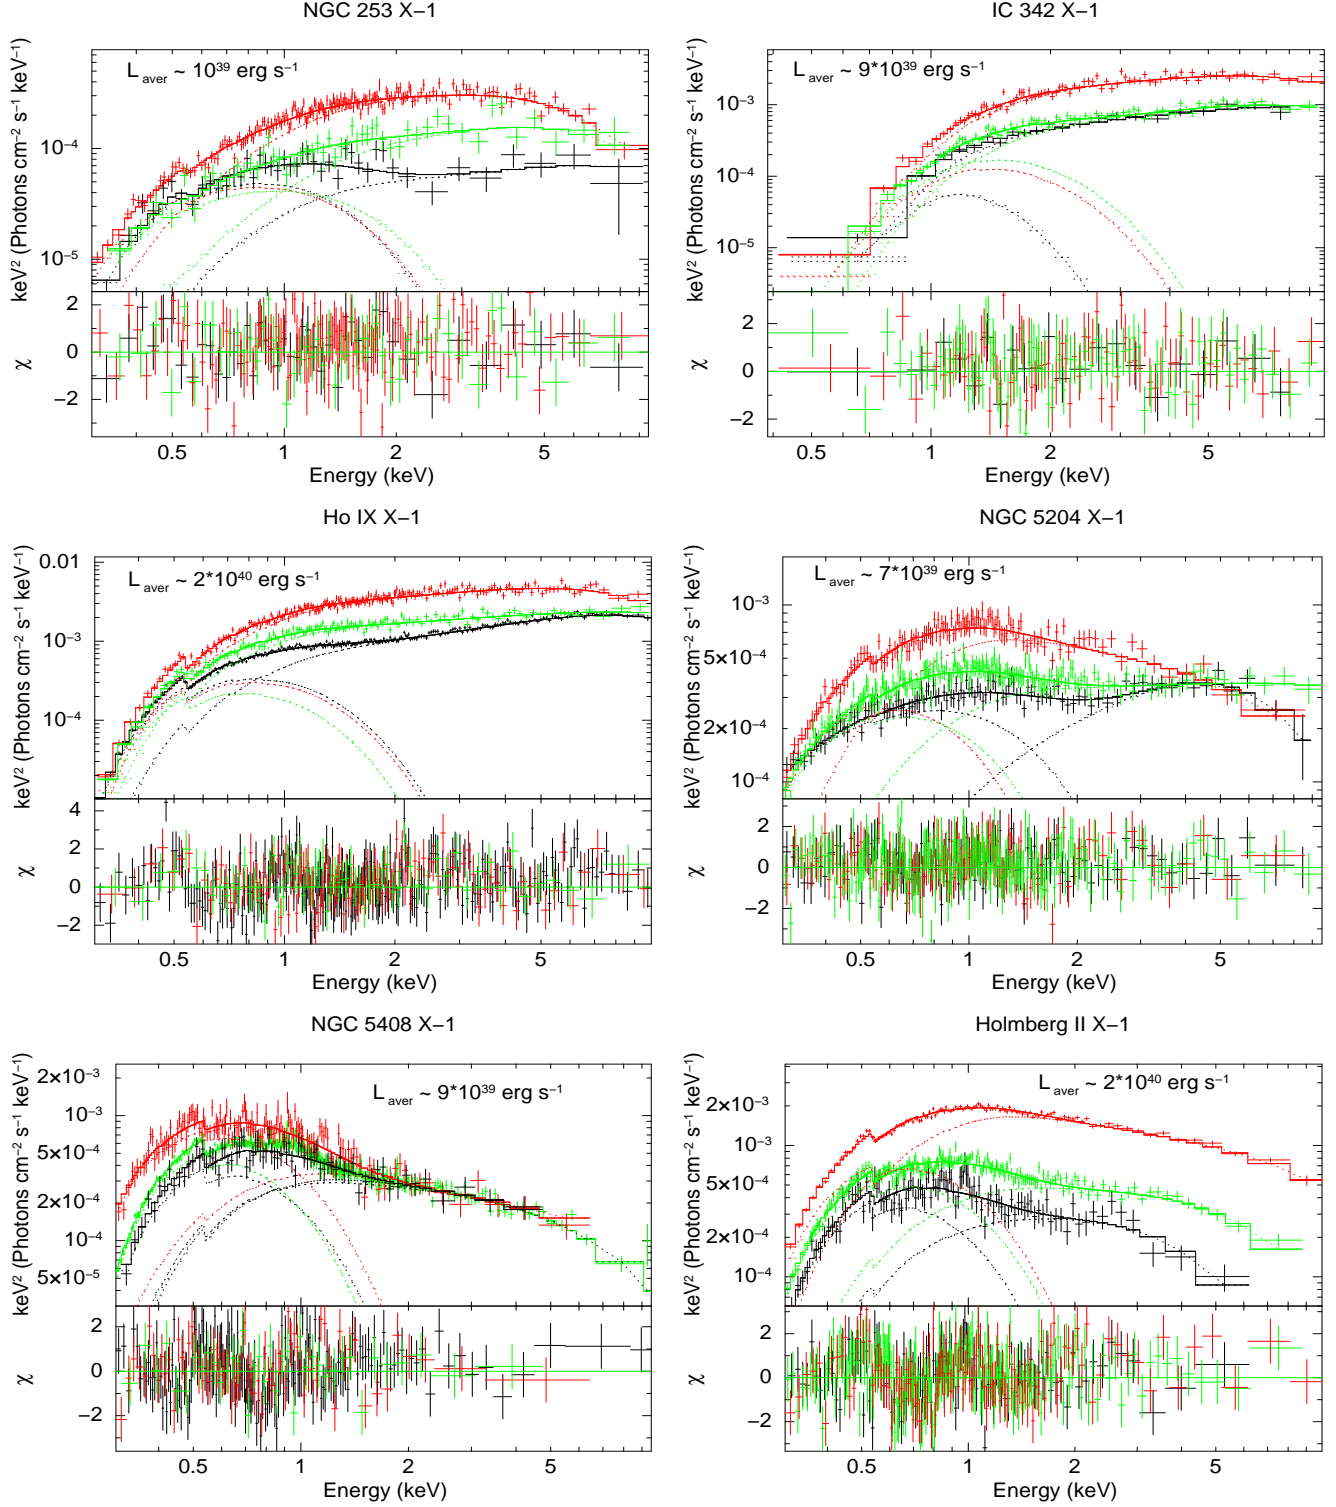 NGC 253 X−1
IC 342 X−1
L aver ~ 10³⁹ erg s⁻¹
keV² (Photons cm⁻² s⁻¹ keV⁻¹)
10⁻⁴
10⁻⁵
2
0
−2
χ
0.5 1 2 5
Energy (keV)
L aver ~ 9*10³⁹ erg s⁻¹
keV² (Photons cm⁻² s⁻¹ keV⁻¹)
10⁻³
10⁻⁴
10⁻⁵
2
0
−2
χ
0.5 1 2 5
Energy (keV)
Ho IX X−1
NGC 5204 X−1
L aver ~ 2*10⁴⁰ erg s⁻¹
keV² (Photons cm⁻² s⁻¹ keV⁻¹)
0.01
10⁻³
10⁻⁴
4
2
0
−2
χ
0.5 1 2 5
Energy (keV)
L aver ~ 7*10³⁹ erg s⁻¹
keV² (Photons cm⁻² s⁻¹ keV⁻¹)
10⁻³
5×10⁻⁴
2×10⁻⁴
10⁻⁴
2
0
−2
χ
0.5 1 2 5
Energy (keV)
NGC 5408 X−1
Holmberg II X−1
L aver ~ 9*10³⁹ erg s⁻¹
keV² (Photons cm⁻² s⁻¹ keV⁻¹)
2×10⁻³
10⁻³
5×10⁻⁴
2×10⁻⁴
10⁻⁴
5×10⁻⁵
2
0
−2
χ
0.5 1 2 5
Energy (keV)
L aver ~ 2*10⁴⁰ erg s⁻¹
keV² (Photons cm⁻² s⁻¹ keV⁻¹)
2×10⁻³
10⁻³
5×10⁻⁴
2×10⁻⁴
10⁻⁴
2
0
−2
χ
0.5 1 2 5
Energy (keV)